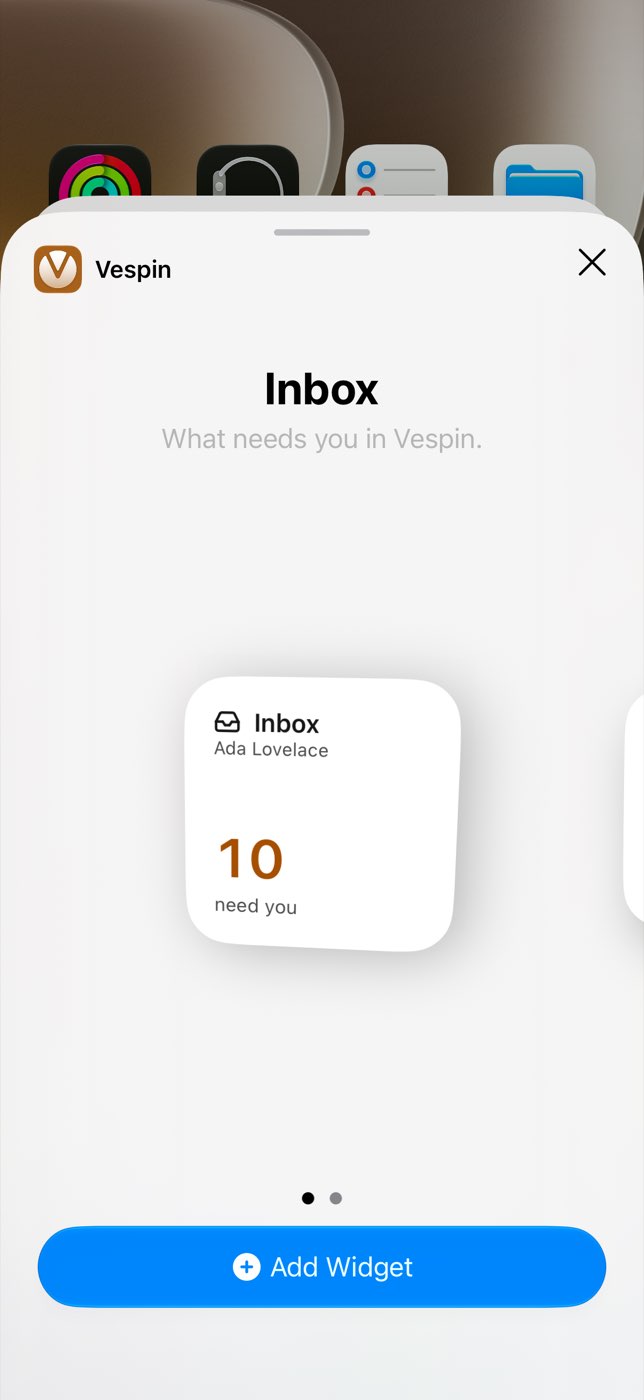 Vespin
Inbox
What needs you in Vespin.
Inbox
Ada Lovelace
10
need you
Add Widget